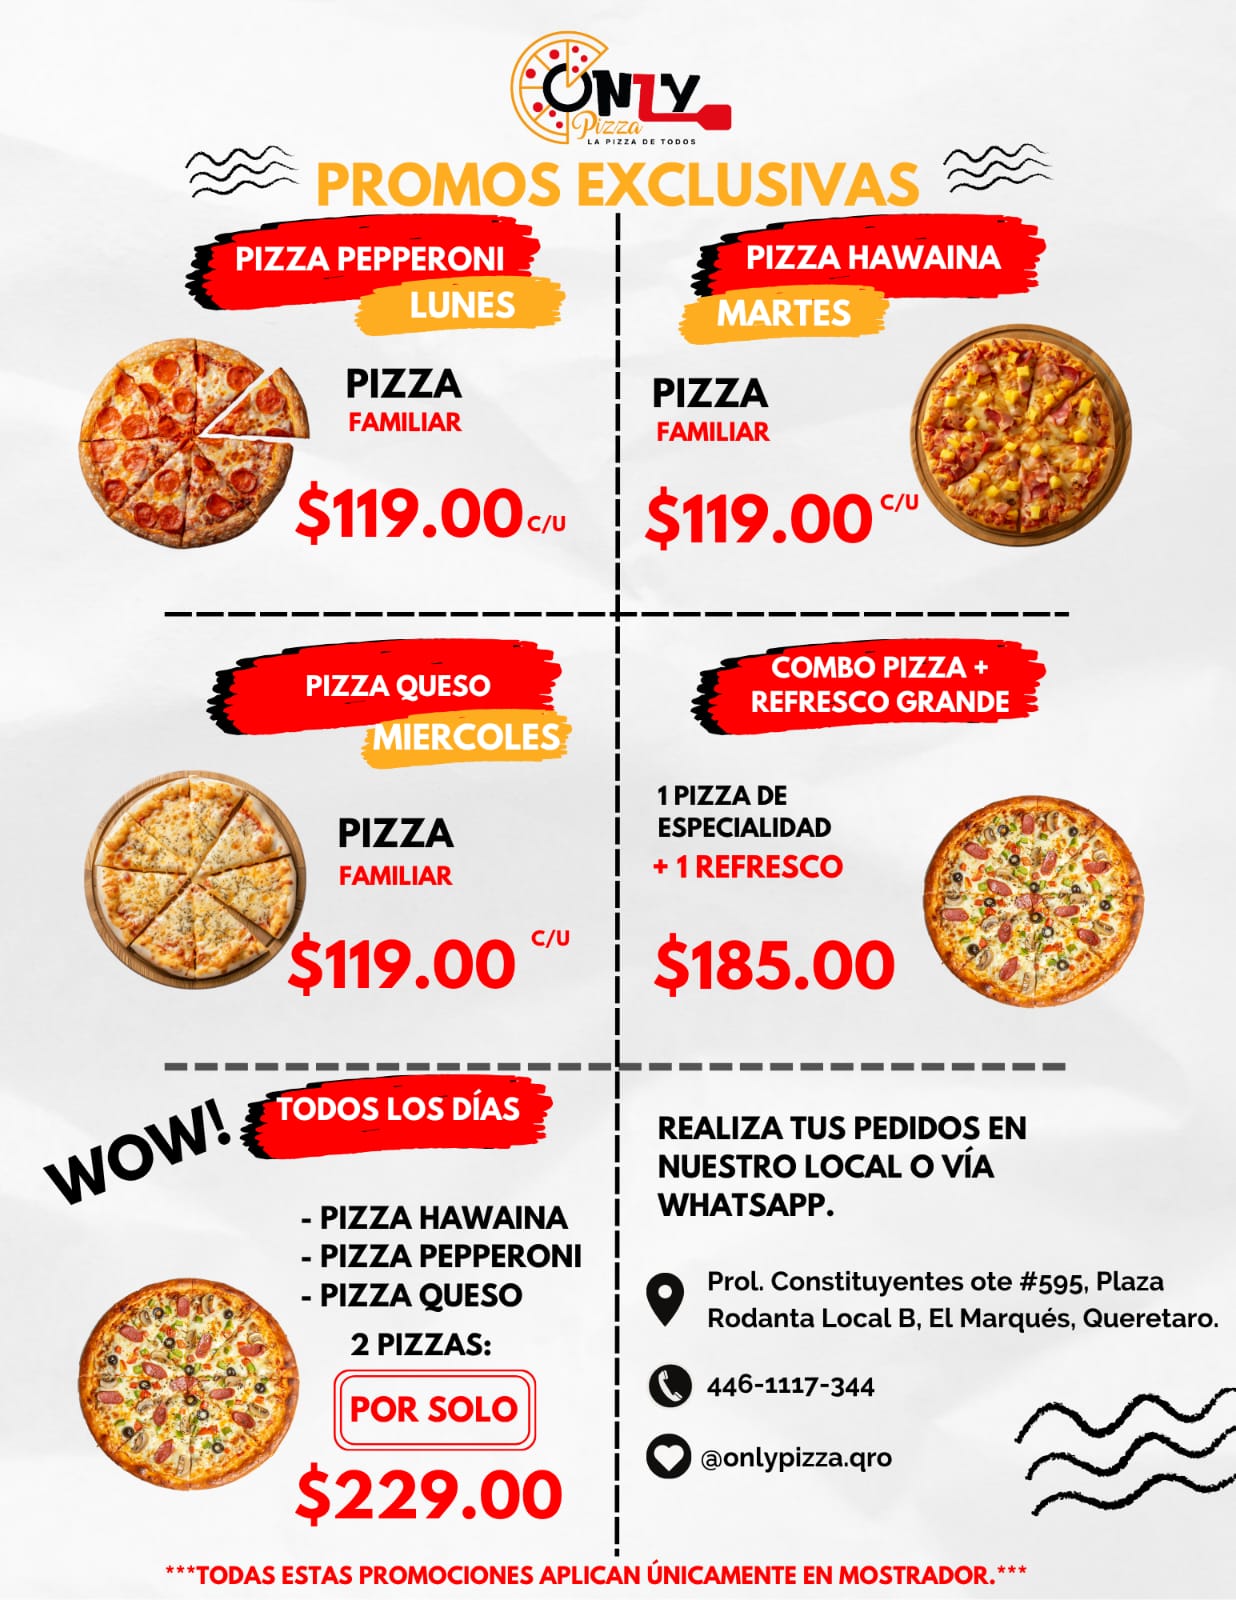 ONLY
Pizza
LA PIZZA DE TODOS
PROMOS EXCLUSIVAS
PIZZA PEPPERONI
LUNES
PIZZA
FAMILIAR
$119.00 C/U
PIZZA HAWAINA
MARTES
PIZZA
FAMILIAR
$119.00 C/U
PIZZA QUESO
MIERCOLES
PIZZA
FAMILIAR
$119.00 C/U
COMBO PIZZA +
REFRESCO GRANDE
1 PIZZA DE
ESPECIALIDAD
+ 1 REFRESCO
$185.00
WOW!
TODOS LOS DÍAS
- PIZZA HAWAINA
- PIZZA PEPPERONI
- PIZZA QUESO
2 PIZZAS:
POR SOLO
$229.00
REALIZA TUS PEDIDOS EN
NUESTRO LOCAL O VÍA
WHATSAPP.
Prol. Constituyentes ote #595, Plaza
Rodanta Local B, El Marqués, Queretaro.
446-1117-344
@onlypizza.qro
***TODAS ESTAS PROMOCIONES APLICAN ÚNICAMENTE EN MOSTRADOR.***